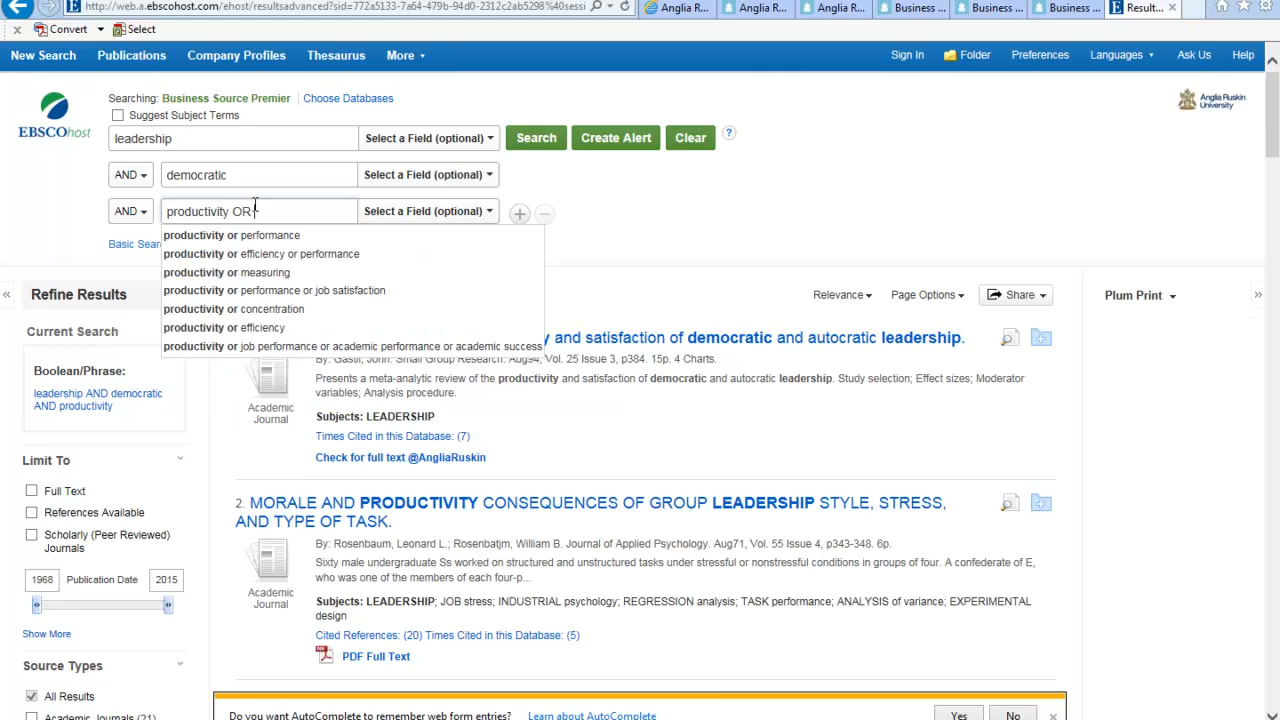 http://web.a.ebscohost.com/ehost/resultsadvanced?sid=772a5133-7a64-479b-94d0-2312c2ab5298%40sessi
Anglia R...
Anglia R...
Anglia R...
Business ...
Business ...
Business ...
Result...
Convert
Select
New Search
Publications
Company Profiles
Thesaurus
More
Sign In
Folder
Preferences
Languages
Ask Us
Help
EBSCOhost
Searching: Business Source Premier
Choose Databases
Suggest Subject Terms
leadership
Select a Field (optional)
Search
Create Alert
Clear
?
Anglia Ruskin
University
AND
democratic
Select a Field (optional)
AND
productivity OR
Select a Field (optional)
Basic Sear
productivity or performance
productivity or efficiency or performance
productivity or measuring
productivity or performance or job satisfaction
productivity or concentration
productivity or efficiency
productivity or job performance or academic performance or academic success
Refine Results
Current Search
Boolean/Phrase:
leadership AND democratic
AND productivity
Limit To
Full Text
References Available
Scholarly (Peer Reviewed)
Journals
1968
Publication Date
2015
Show More
Source Types
All Results
Academic Journals (21)
Relevance
Page Options
Share
Plum Print
y and satisfaction of democratic and autocratic leadership.
By: Gastil, John. Small Group Research. Aug94, Vol. 25 Issue 3, p384. 15p. 4 Charts.
Presents a meta-analytic review of the productivity and satisfaction of democratic and autocratic leadership. Study selection; Effect sizes; Moderator
variables; Analysis procedure.
Academic
Journal
Subjects: LEADERSHIP
Times Cited in this Database: (7)
Check for full text @AngliaRuskin
2. MORALE AND PRODUCTIVITY CONSEQUENCES OF GROUP LEADERSHIP STYLE, STRESS,
AND TYPE OF TASK.
By: Rosenbaum, Leonard L.; Rosenbatjm, William B. Journal of Applied Psychology. Aug71, Vol. 55 Issue 4, p343-348. 6p.
Sixty male undergraduate Ss worked on structured and unstructured tasks under stressful or nonstressful conditions in groups of four. A confederate of E,
who was one of the members of each four-p...
Academic
Journal
Subjects: LEADERSHIP; JOB stress; INDUSTRIAL psychology; REGRESSION analysis; TASK performance; ANALYSIS of variance; EXPERIMENTAL
design
Cited References: (20) Times Cited in this Database: (5)
PDF Full Text
Do you want AutoComplete to remember web form entries?
Learn about AutoComplete
Yes
No